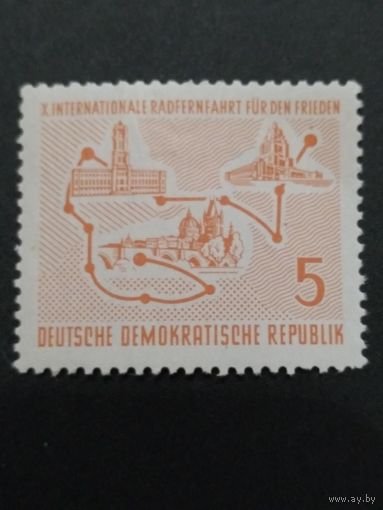 X. INTERNATIONALE RADFERNFAHRT FÜR DEN FRIEDEN
5
DEUTSCHE DEMOKRATISCHE REPUBLIK
www.ay.by